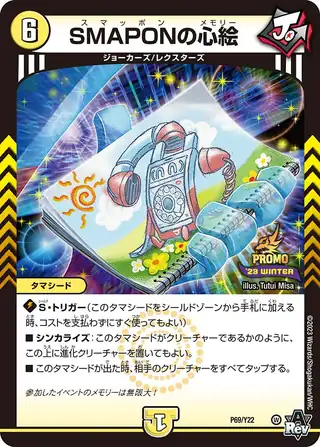 6
スマッポン メモリー
SMAPONの心絵
ジョーカーズ/レクスターズ
J
PROMO
'23 WINTER
illus. Tutui Misa
タマシード
S・トリガー(このタマシードをシールドゾーンから手札に加える
時、コストを支払わずにすぐ使ってもよい)
■ シンカライズ(このタマシードがクリーチャーであるかのように、
この上に進化クリーチャーを置いてもよい)
■ このタマシードが出た時、相手のクリーチャーをすべてタップする。
参加したイベントのメモリーは無限大!
©2023 Wizards/Shogakukan/WHC
1
P69/Y22
W
Rev